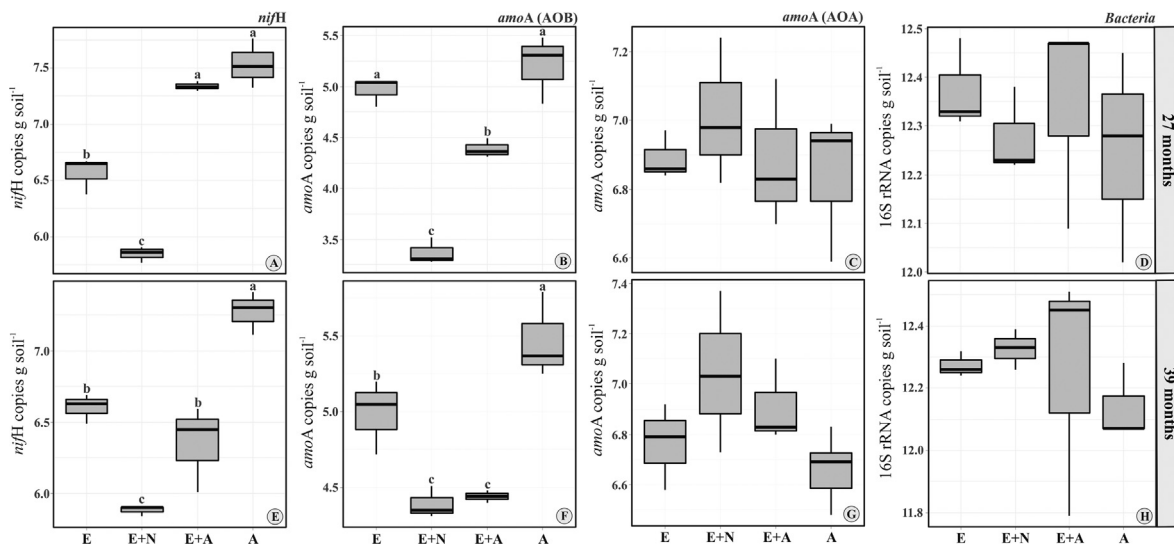 nifH
amoA (AOB)
amoA (AOA)
Bacteria
nifH copies g soil⁻¹
7.5
7.0
6.5
6.0
b
c
a
a
A
amoA copies g soil⁻¹
5.0
4.5
4.0
3.5
a
c
b
a
B
amoA copies g soil⁻¹
7.2
7.0
6.8
6.6
C
16S rRNA copies g soil⁻¹
12.5
12.4
12.3
12.2
12.1
12.0
D
27 months
nifH copies g soil⁻¹
7.0
6.5
6.0
b
c
b
a
E
amoA copies g soil⁻¹
5.5
5.0
4.5
b
c
c
a
F
amoA copies g soil⁻¹
7.4
7.2
7.0
6.8
6.6
G
16S rRNA copies g soil⁻¹
12.4
12.2
12.0
11.8
H
39 months
E E+N E+A A
E E+N E+A A
E E+N E+A A
E E+N E+A A